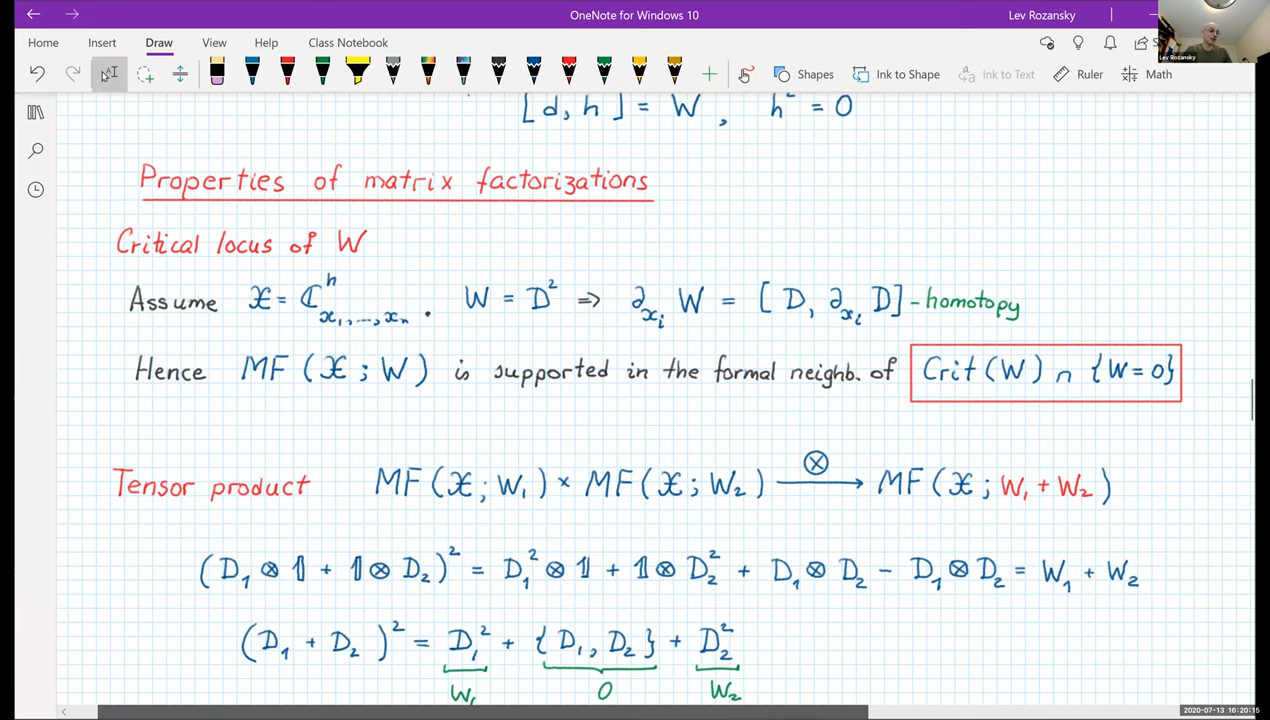 OneNote for Windows 10
Lev Rozansky
Home Insert Draw View Help Class Notebook
Shapes Ink to Shape Ink to Text Ruler Math
Lev Rozansky
[d, h] = W, h² = 0
Properties of matrix factorizations
Critical locus of W
Assume 𝒳 = ℂⁿ_{x₁,...,xₙ}. W = D² ⇒ ∂_{xᵢ} W = [D, ∂_{xᵢ} D] - homotopy
Hence MF(𝒳; W) is supported in the formal neighb. of Crit(W) ∩ {W=0}
Tensor product MF(𝒳; W₁) × MF(𝒳; W₂) ⊗→ MF(𝒳; W₁ + W₂)
(D₁ ⊗ 𝟙 + 𝟙 ⊗ D₂)² = D₁² ⊗ 𝟙 + 𝟙 ⊗ D₂² + D₁ ⊗ D₂ − D₁ ⊗ D₂ = W₁ + W₂
(D₁ + D₂)² = D₁² + {D₁, D₂} + D₂²
W₁ 0 W₂
2020-07-13 16:20:15